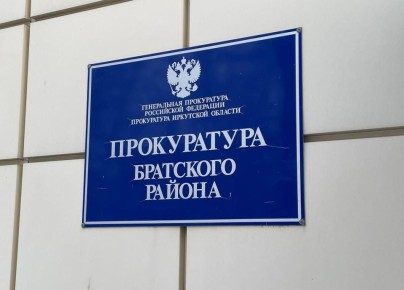 ГЕНЕРАЛЬНАЯ ПРОКУРАТУРА
РОССИЙСКОЙ ФЕДЕРАЦИИ
ПРОКУРАТУРА ИРКУТСКОЙ ОБЛАСТИ
ПРОКУРАТУРА
БРАТСКОГО
РАЙОНА